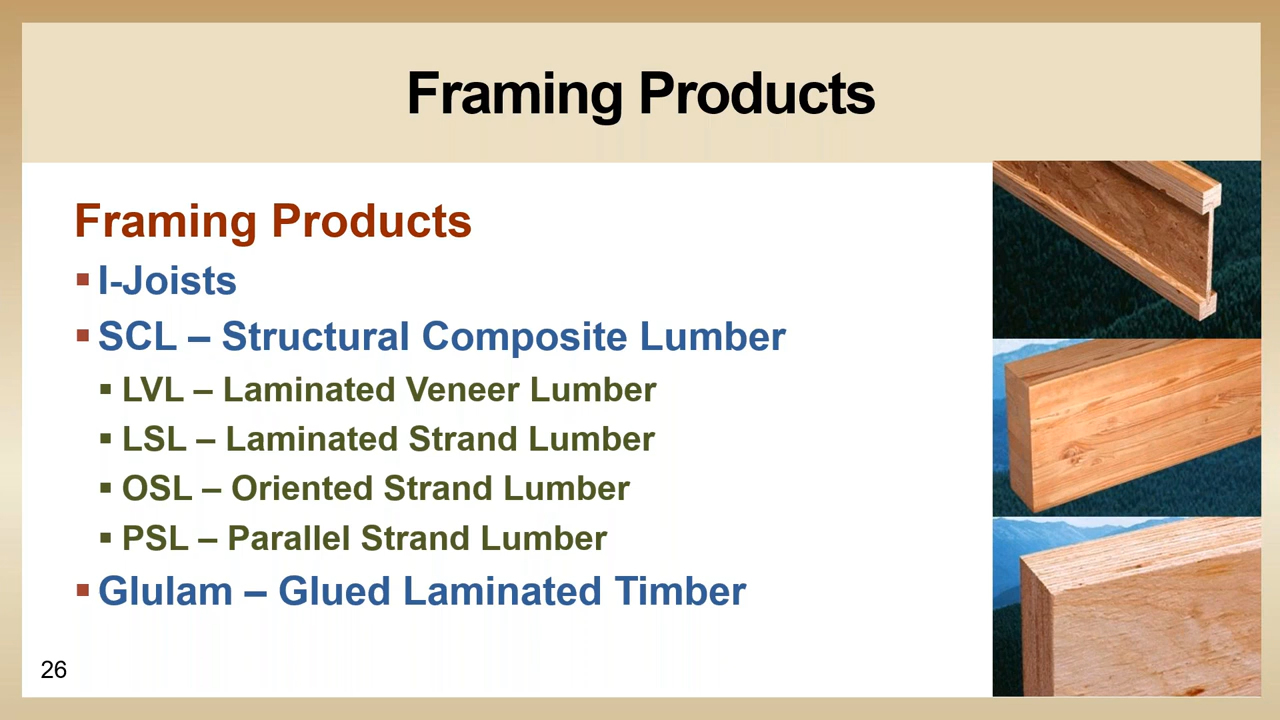 Framing Products
Framing Products
▪ I-Joists
▪ SCL – Structural Composite Lumber
▪ LVL – Laminated Veneer Lumber
▪ LSL – Laminated Strand Lumber
▪ OSL – Oriented Strand Lumber
▪ PSL – Parallel Strand Lumber
▪ Glulam – Glued Laminated Timber
26